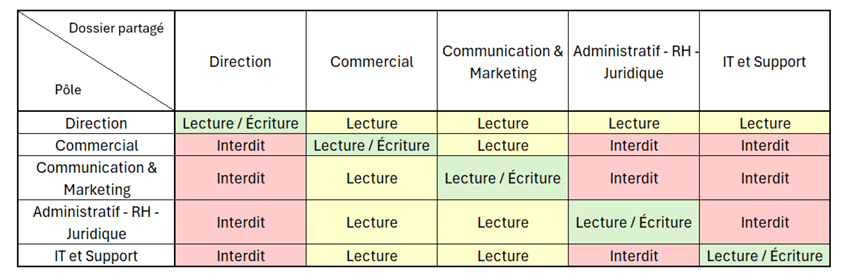 Dossier partagé
Pôle
Direction
Commercial
Communication &
Marketing
Administratif - RH -
Juridique
IT et Support
Direction Lecture / Écriture Lecture Lecture Lecture Lecture
Commercial Interdit Lecture / Écriture Lecture Interdit Interdit
Communication &
Marketing Interdit Lecture Lecture / Écriture Interdit Interdit
Administratif - RH -
Juridique Interdit Lecture Lecture Lecture / Écriture Interdit
IT et Support Interdit Lecture Lecture Interdit Lecture / Écriture